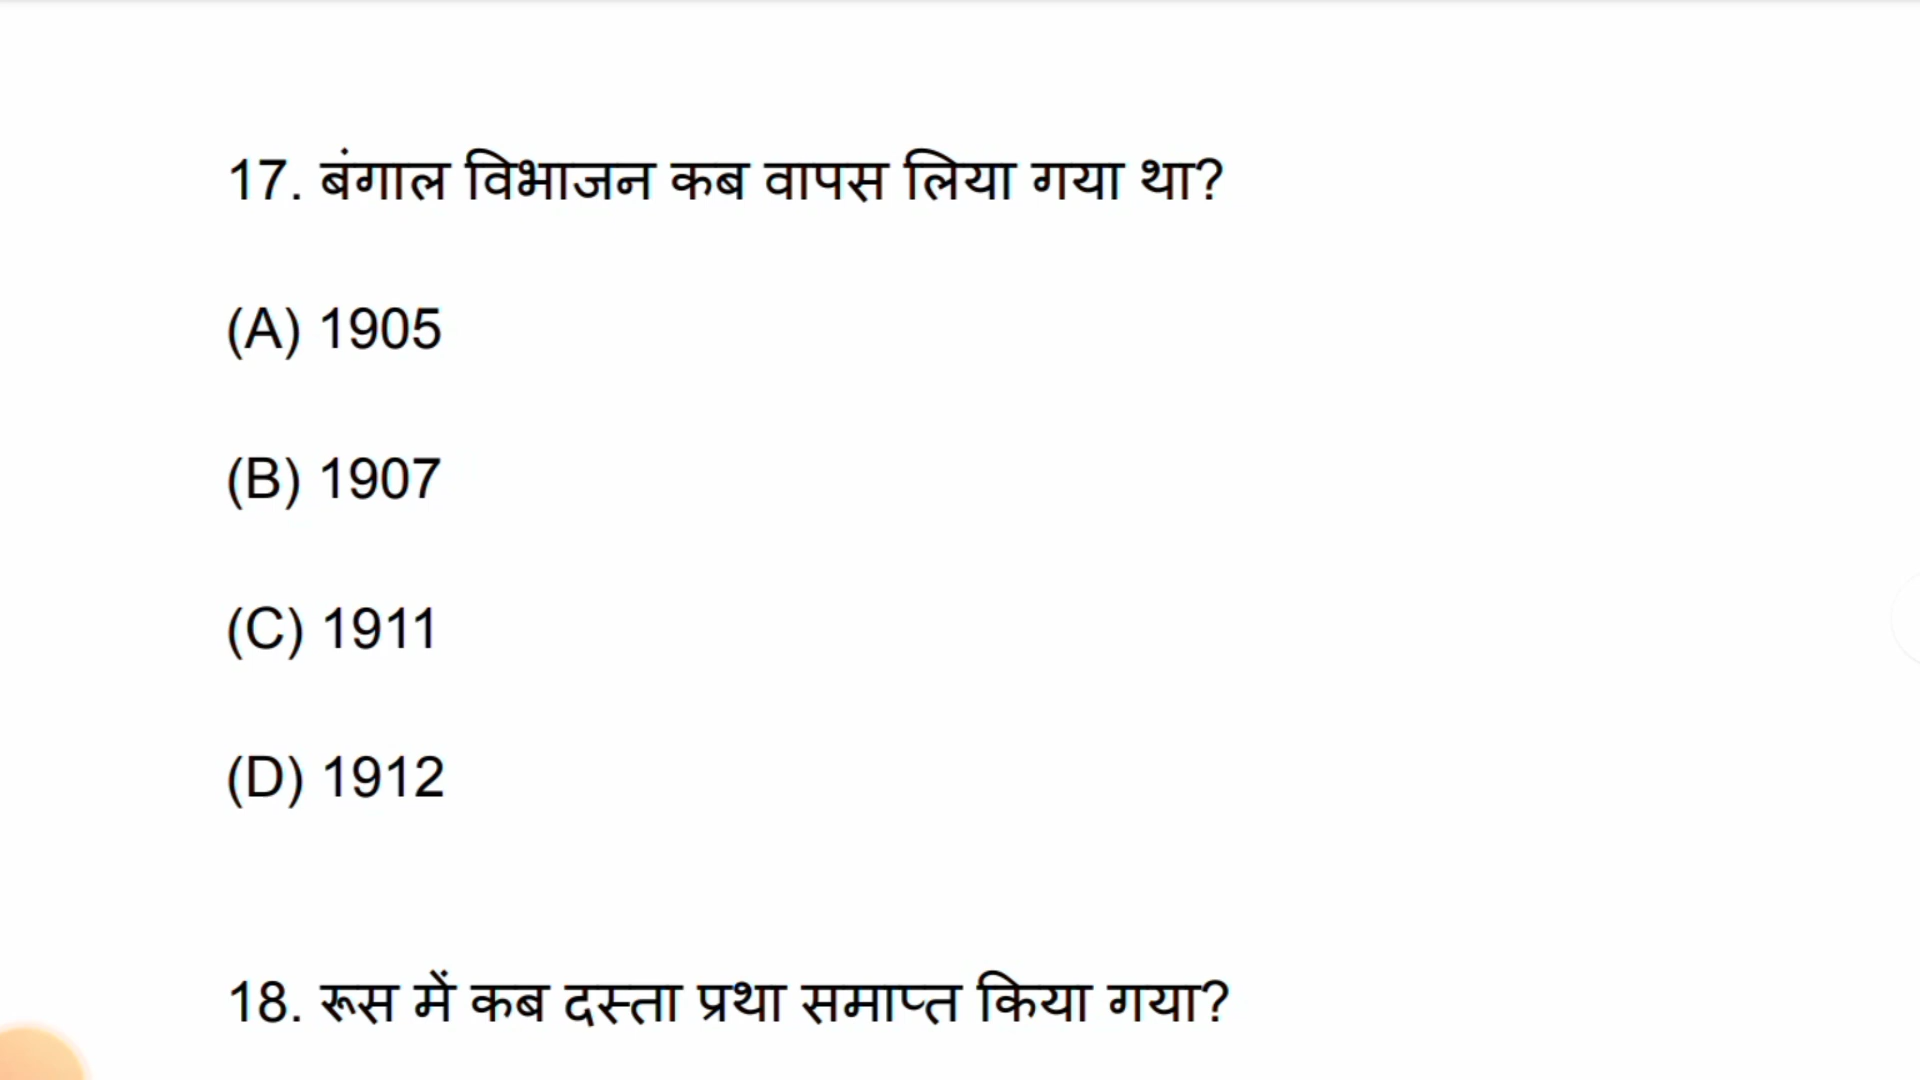 17. बंगाल विभाजन कब वापस लिया गया था?
(A) 1905
(B) 1907
(C) 1911
(D) 1912
18. रूस में कब दस्ता प्रथा समाप्त किया गया?